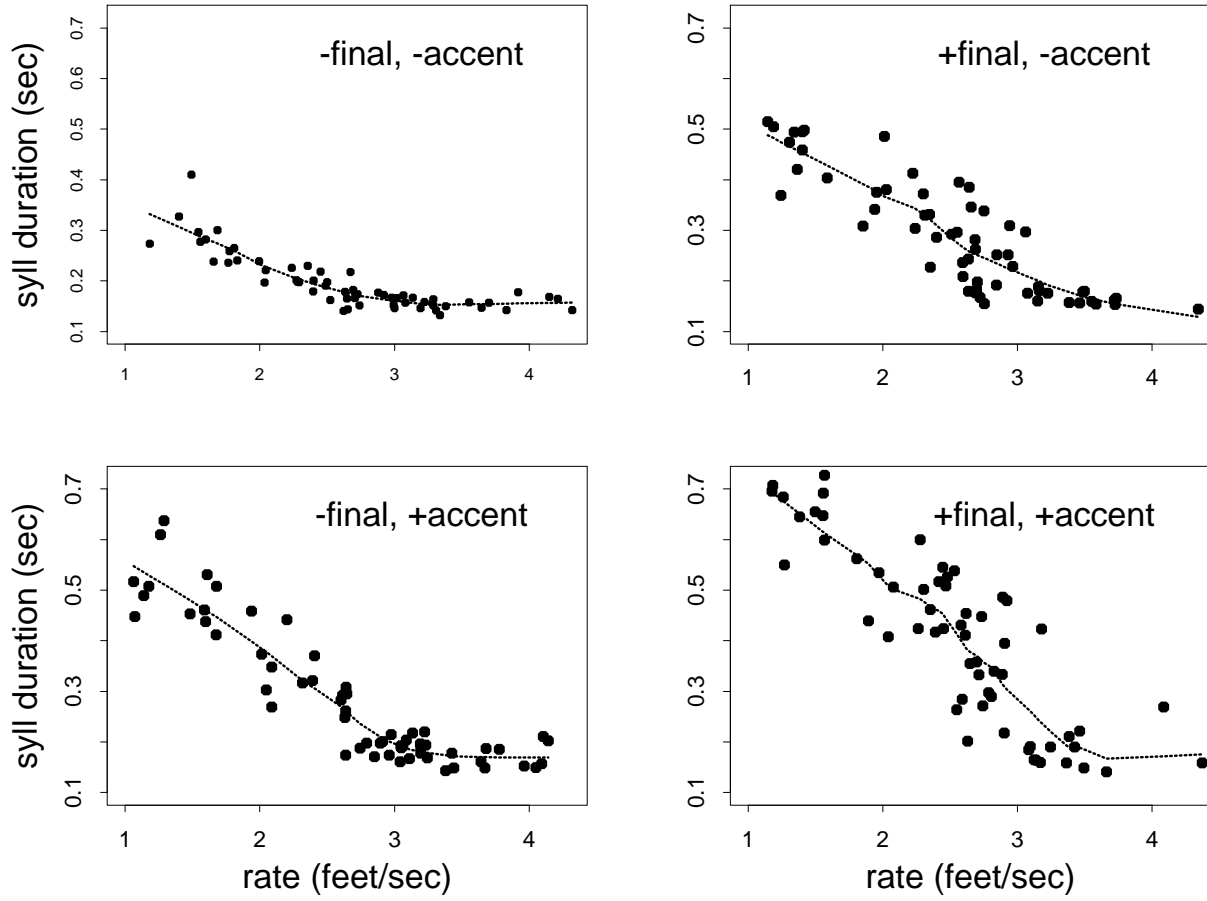 -final, -accent
syll duration (sec)
0.1 0.2 0.3 0.4 0.5 0.6 0.7
1 2 3 4
+final, -accent
0.1 0.3 0.5 0.7
1 2 3 4
-final, +accent
syll duration (sec)
0.1 0.3 0.5 0.7
1 2 3 4
rate (feet/sec)
+final, +accent
0.1 0.3 0.5 0.7
1 2 3 4
rate (feet/sec)